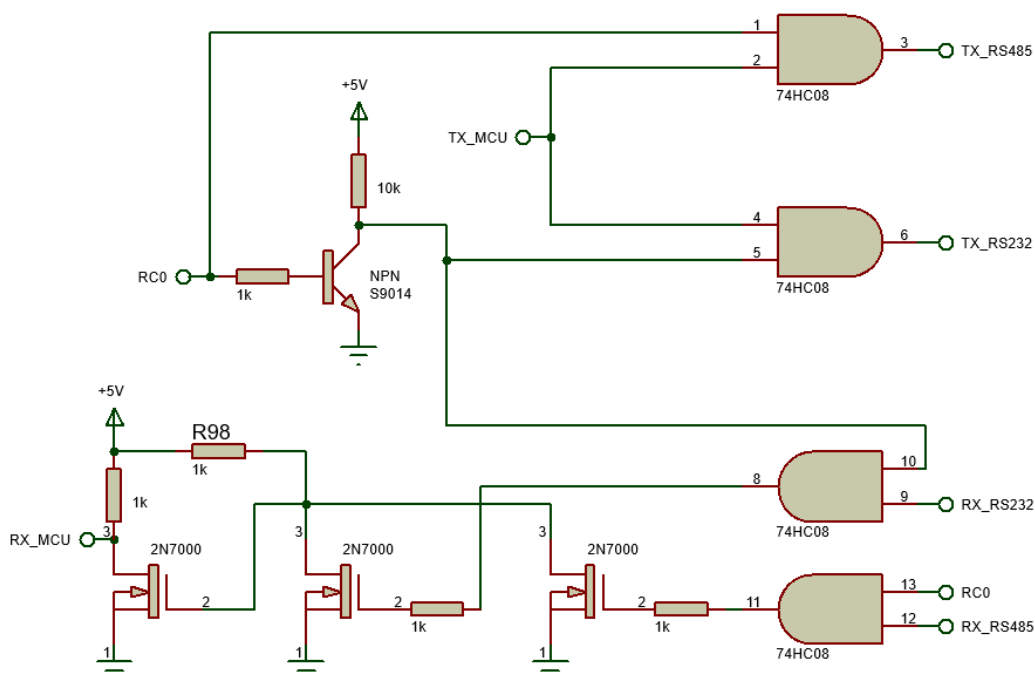 1
2
3
TX_RS485
74HC08
+5V
TX_MCU
10k
4
5
6
TX_RS232
74HC08
RC0
1k
NPN
S9014
+5V
R98
1k
1k
3
RX_MCU
2N7000
2
1
3
2N7000
2
1k
1
3
2N7000
2
1k
1
8
10
9
RX_RS232
74HC08
11
13
RC0
12
RX_RS485
74HC08